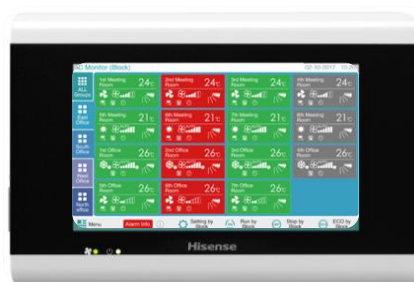 Monitor (Block)
02-10-2017
ALL Groups
East Office
South Office
West Office
North office
1st Meeting Room 24°c
2nd Meeting Room 24°c
3rd Meeting Room 24°c
4th Meeting Room 24°c
5th Meeting Room 21°c
6th Meeting Room 21°c
7th Meeting Room 21°c
8th Meeting Room 21°c
1st Office Room 26°c
2nd Office Room 26°c
3rd Office Room 26°c
4th Office Room 26°c
5th Office Room 26°c
6th Office Room 26°c
7th Office Room 26°c
Menu
Alarm Info
Setting by Block
Run by Block
Stop by Block
ECO by Block
Hisense